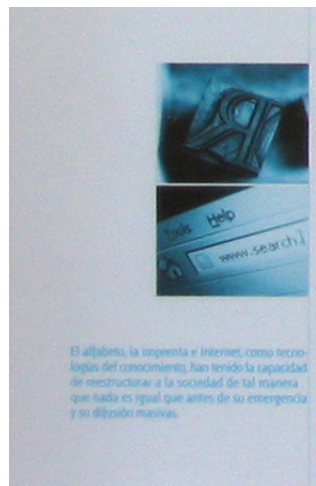 R
Tools Help
www.search.
El alfabeto, la imprenta e Internet, como tecno-
logías del conocimiento, han tenido la capacidad
de reestructurar a la sociedad de tal manera
que nada es igual que antes de su emergencia
y su difusión masivas.